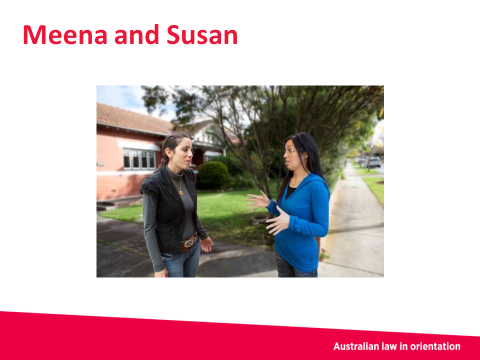 Meena and Susan
Australian law in orientation